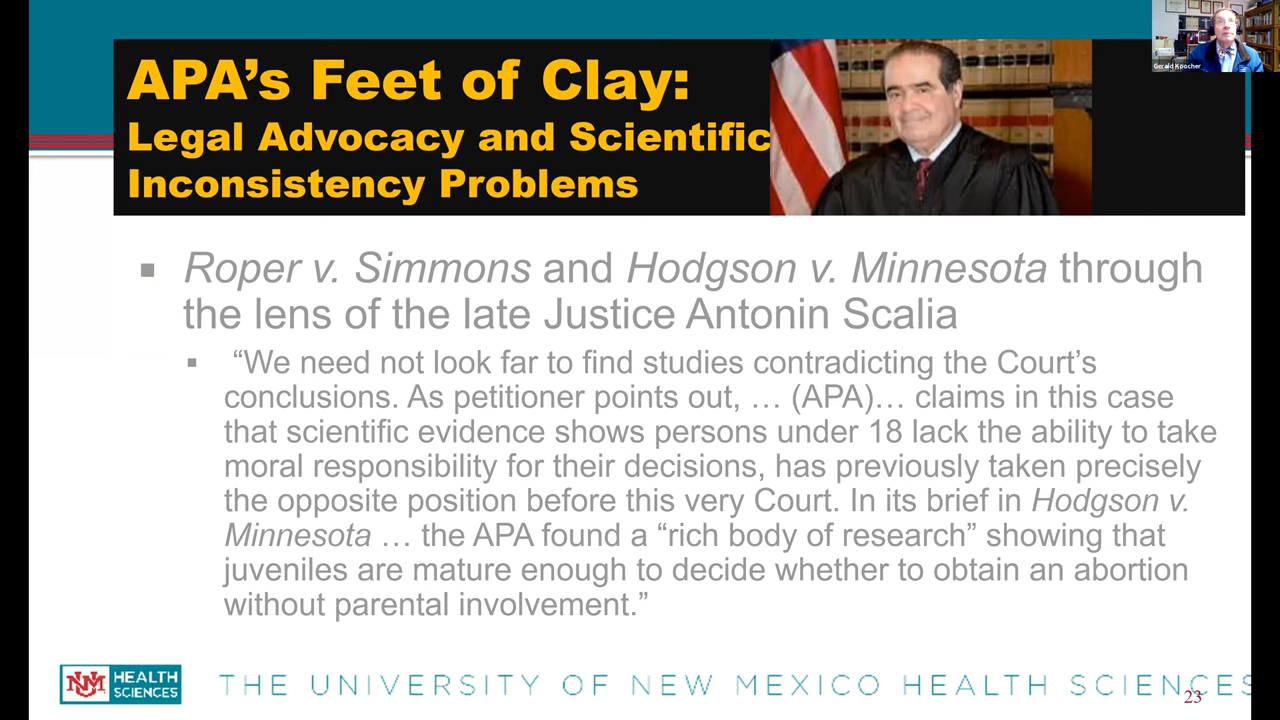 Gerald Koocher
APA’s Feet of Clay:
Legal Advocacy and Scientific
Inconsistency Problems
Roper v. Simmons and Hodgson v. Minnesota through
the lens of the late Justice Antonin Scalia
“We need not look far to find studies contradicting the Court’s
conclusions. As petitioner points out, … (APA)… claims in this case
that scientific evidence shows persons under 18 lack the ability to take
moral responsibility for their decisions, has previously taken precisely
the opposite position before this very Court. In its brief in Hodgson v.
Minnesota … the APA found a “rich body of research” showing that
juveniles are mature enough to decide whether to obtain an abortion
without parental involvement.”
UNM HEALTH
SCIENCES
THE UNIVERSITY OF NEW MEXICO HEALTH SCIENCES
23